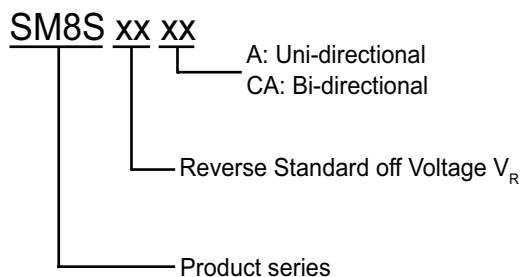 SM8S xx xx
A: Uni-directional
CA: Bi-directional
Reverse Standard off Voltage VR
Product series